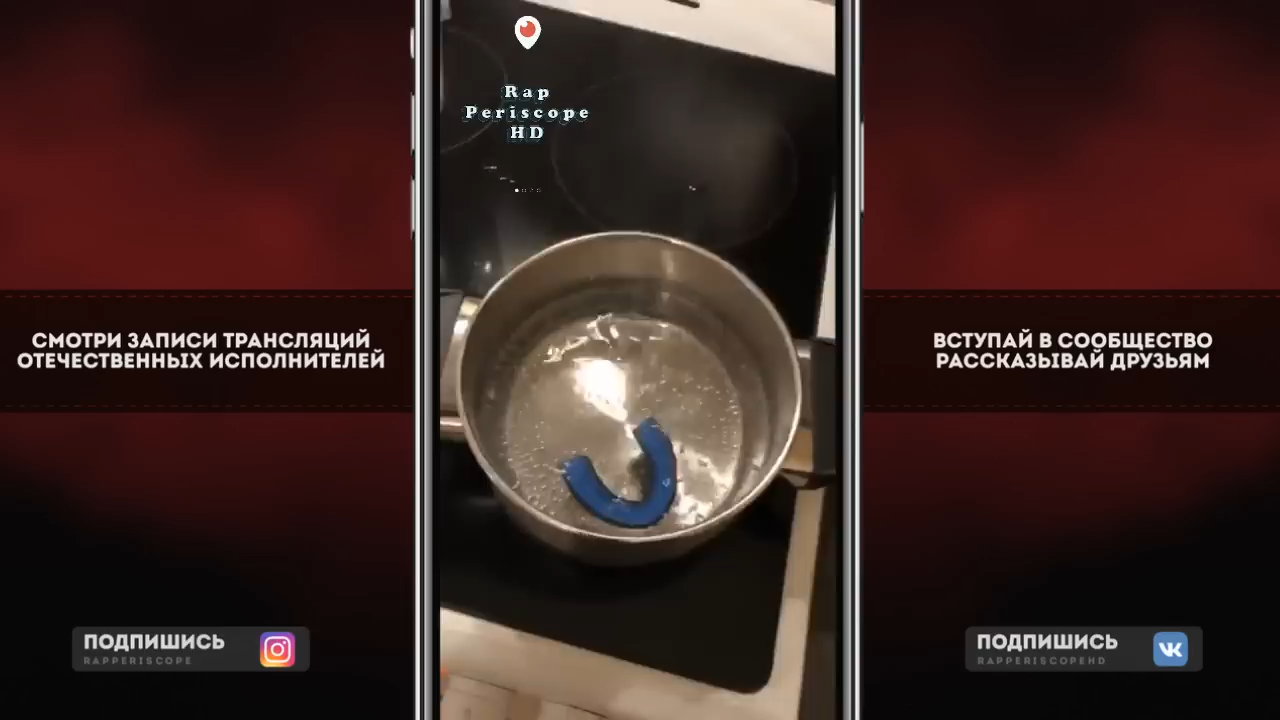 Rap
Periscope
HD
СМОТРИ ЗАПИСИ ТРАНСЛЯЦИЙ
ОТЕЧЕСТВЕННЫХ ИСПОЛНИТЕЛЕЙ
ВСТУПАЙ В СООБЩЕСТВО
РАССКАЗЫВАЙ ДРУЗЬЯМ
ПОДПИШИСЬ
RAPPERISCOPE
ПОДПИШИСЬ
RAPPERISCOPEHD